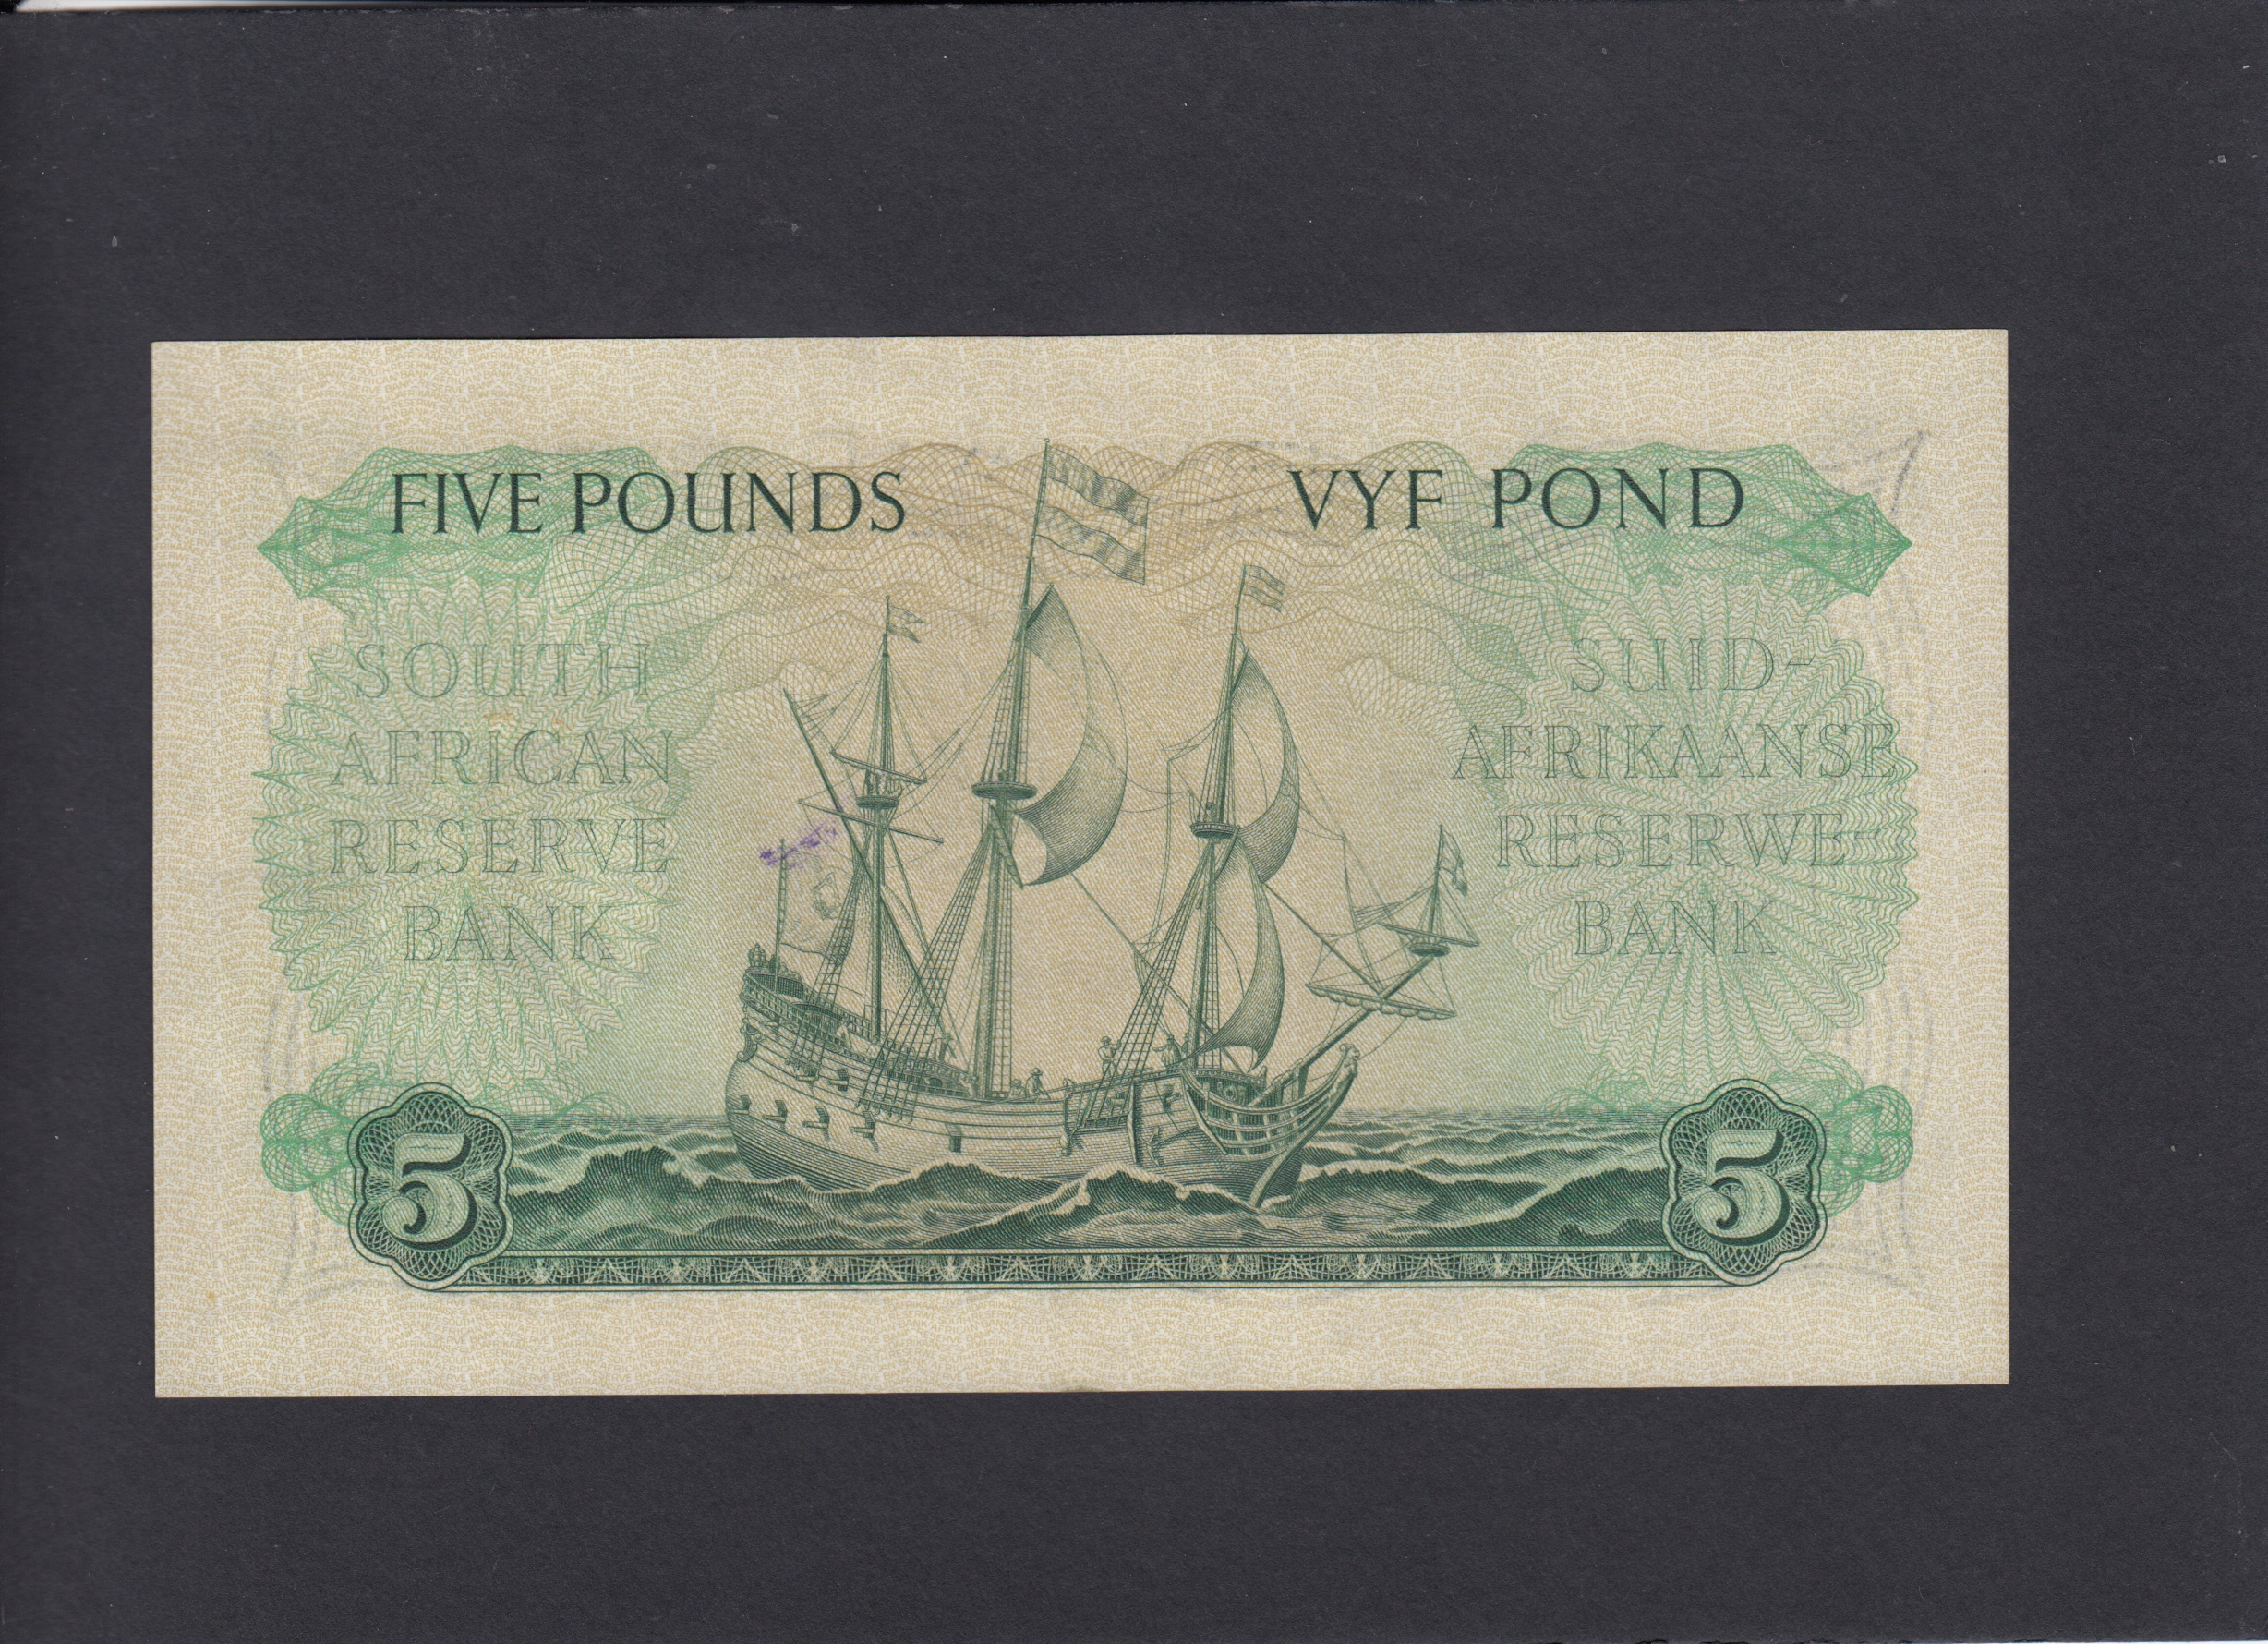 FIVE POUNDS
VYF POND
SOUTH
AFRICAN
RESERVE
BANK
SUID-
AFRIKAANSE
RESERWE-
BANK
5
5